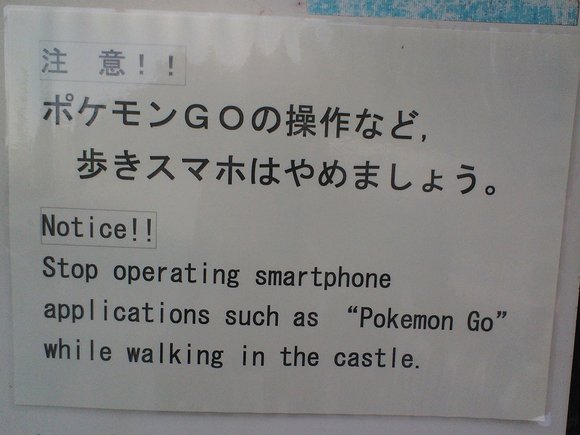 注　意！！
ポケモンＧＯの操作など,
歩きスマホはやめましょう。
Notice!!
Stop operating smartphone
applications such as “Pokemon Go”
while walking in the castle.